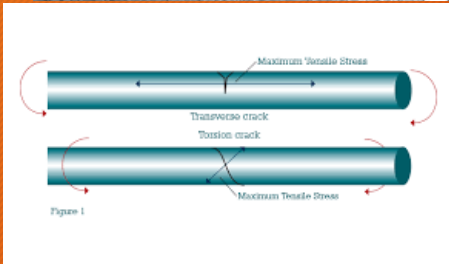 Maximum Tensile Stress
Transverse crack
Torsion crack
Maximum Tensile Stress
Figure 1